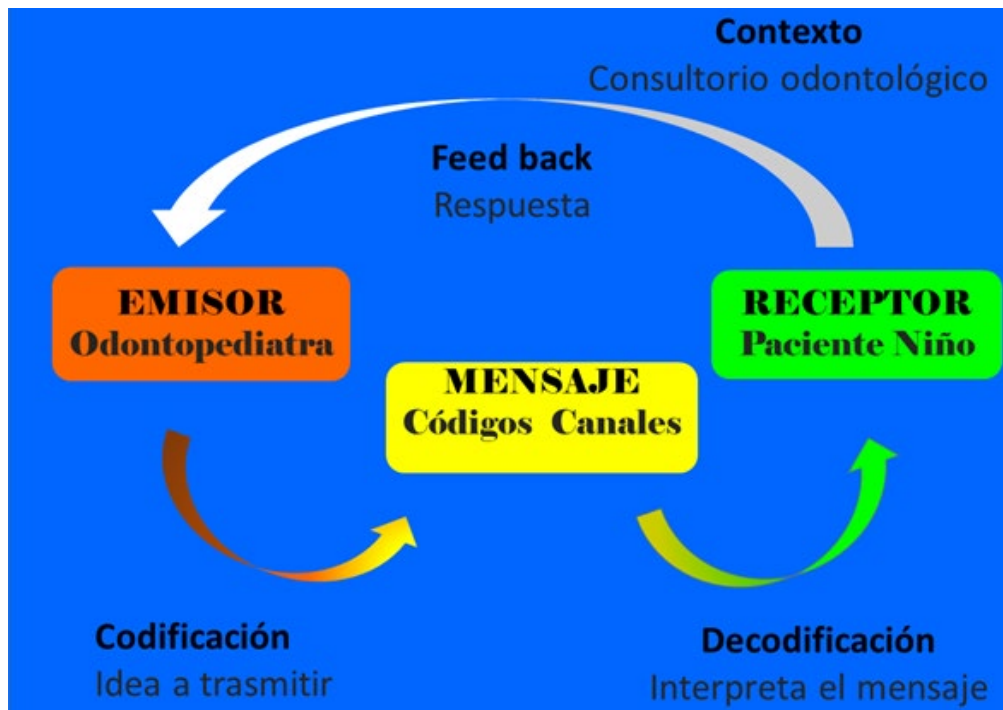 Contexto
Consultorio odontológico
Feed back
Respuesta
EMISOR
Odontopediatra
RECEPTOR
Paciente Niño
MENSAJE
Códigos Canales
Codificación
Idea a trasmitir
Decodificación
Interpreta el mensaje